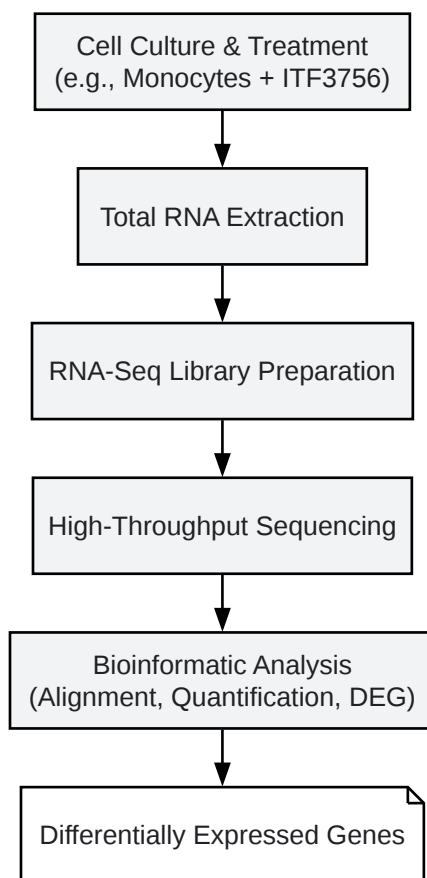 Cell Culture & Treatment
(e.g., Monocytes + ITF3756)
Total RNA Extraction
RNA-Seq Library Preparation
High-Throughput Sequencing
Bioinformatic Analysis
(Alignment, Quantification, DEG)
Differentially Expressed Genes